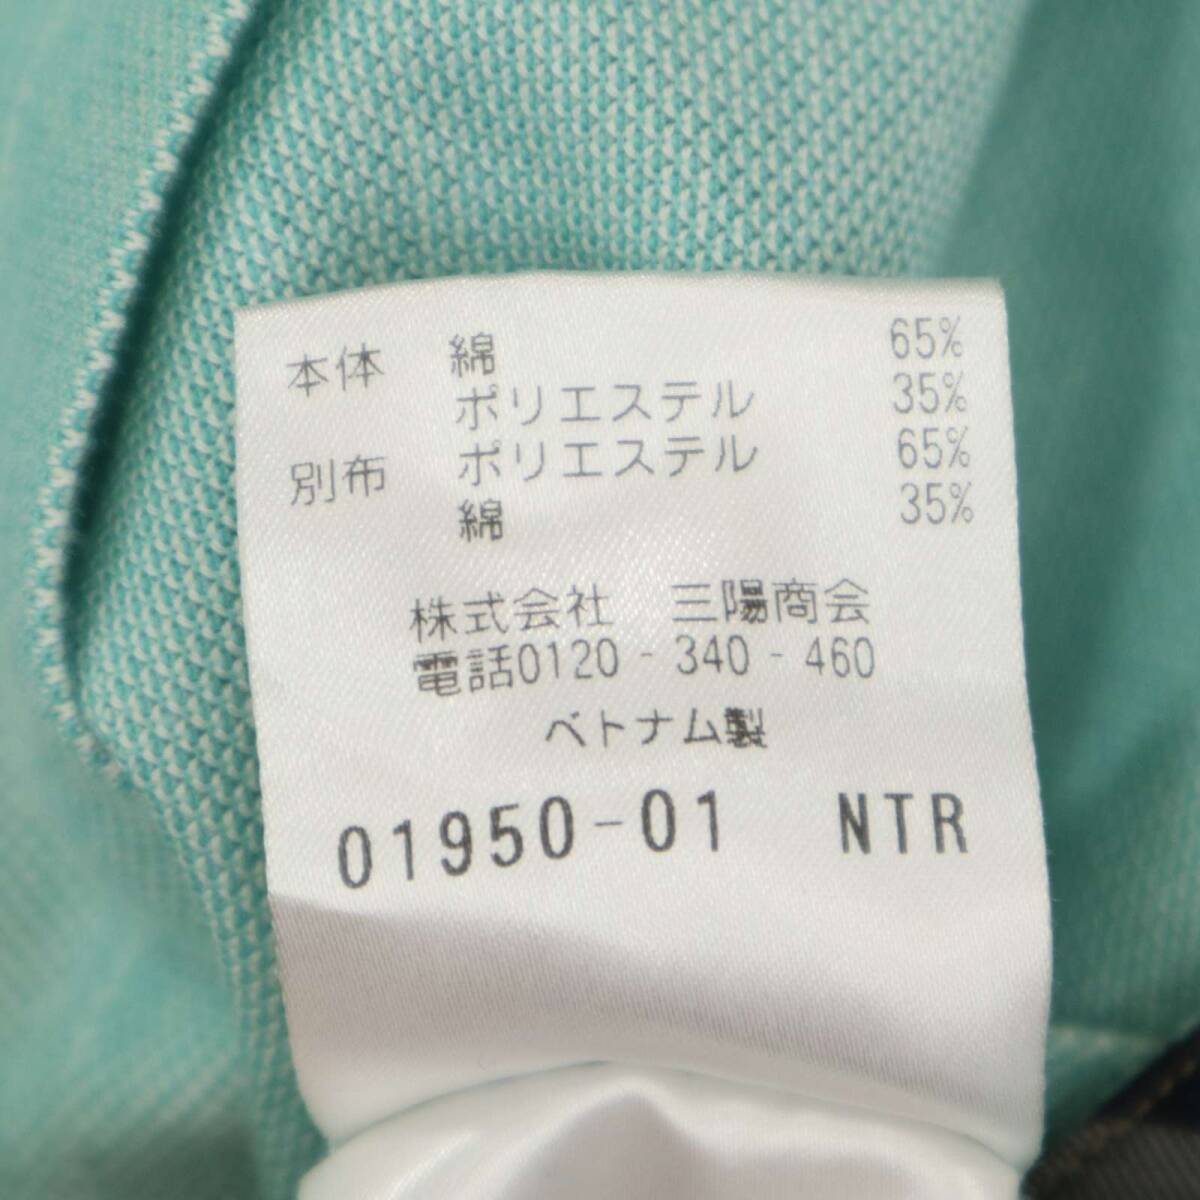 本体 綿 65%
ポリエステル 35%
別布 ポリエステル 65%
綿 35%
株式会社 三陽商会
電話0120-340-460
ベトナム製
01950-01 NTR